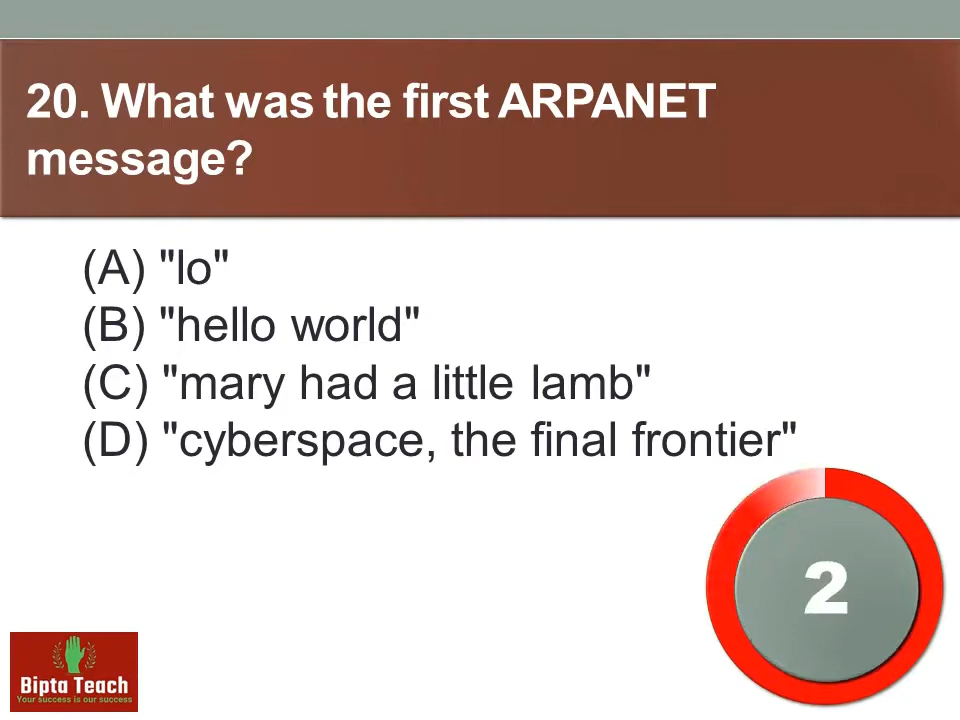 20. What was the first ARPANET
message?
(A) "lo"
(B) "hello world"
(C) "mary had a little lamb"
(D) "cyberspace, the final frontier"
2
Bipta Teach
Your success is our success